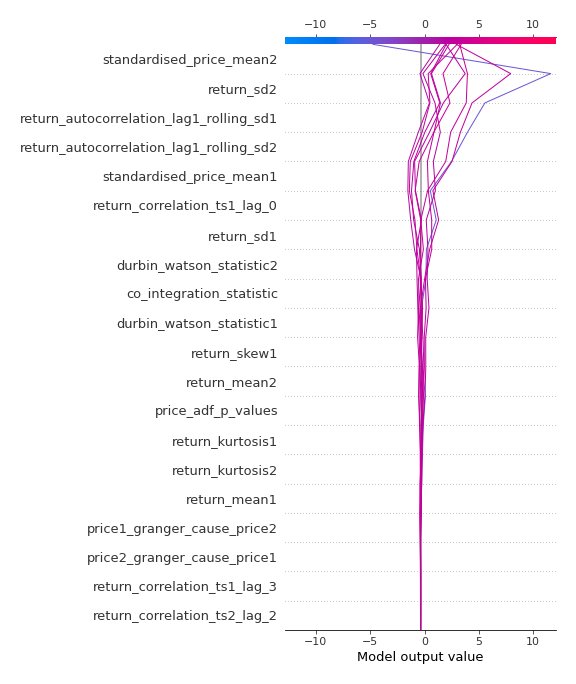 −10 −5 0 5 10
standardised_price_mean2
return_sd2
return_autocorrelation_lag1_rolling_sd1
return_autocorrelation_lag1_rolling_sd2
standardised_price_mean1
return_correlation_ts1_lag_0
return_sd1
durbin_watson_statistic2
co_integration_statistic
durbin_watson_statistic1
return_skew1
return_mean2
price_adf_p_values
return_kurtosis1
return_kurtosis2
return_mean1
price1_granger_cause_price2
price2_granger_cause_price1
return_correlation_ts1_lag_3
return_correlation_ts2_lag_2
−10 −5 0 5 10
Model output value